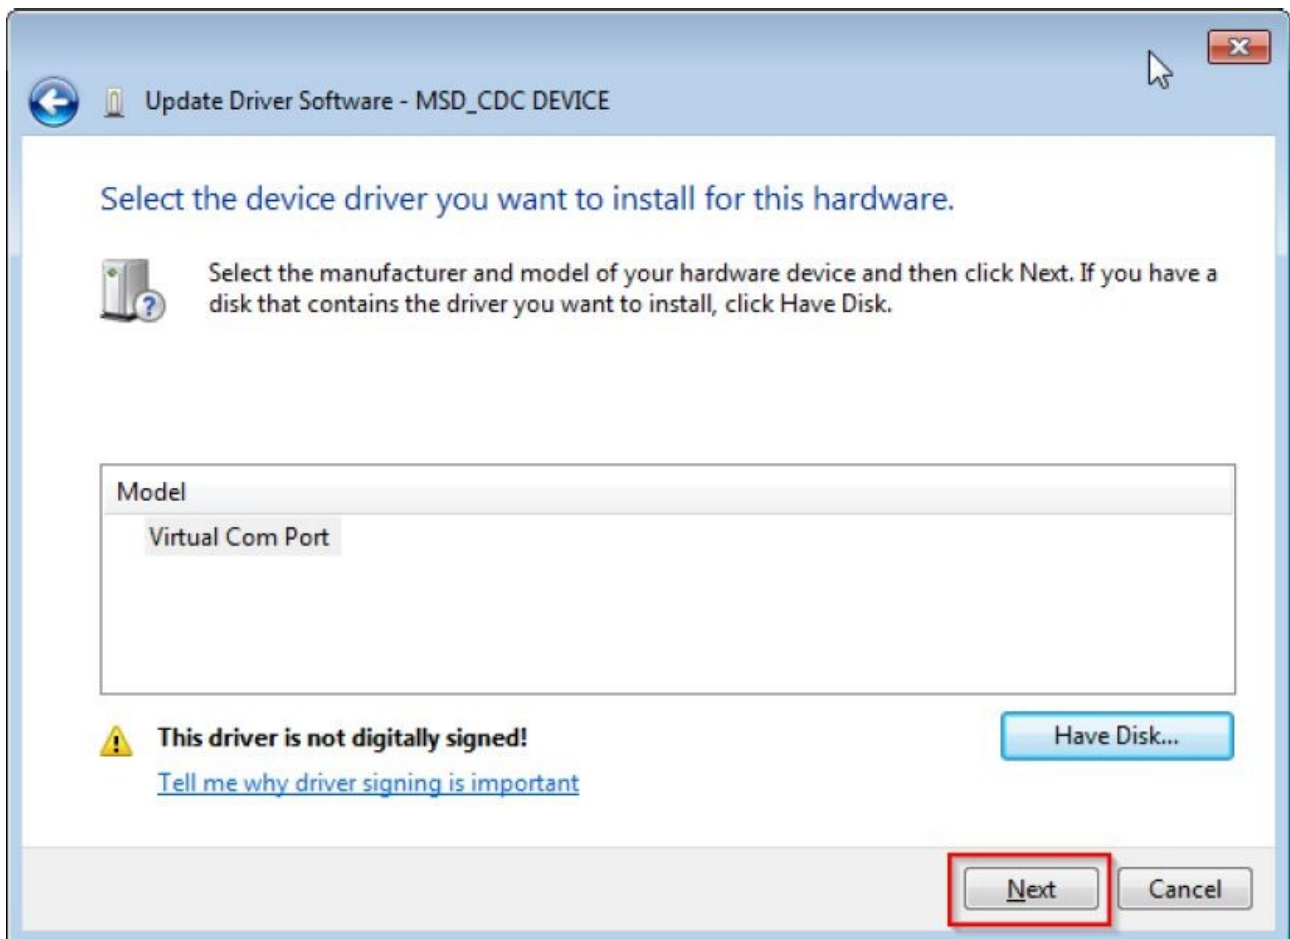 Update Driver Software - MSD_CDC DEVICE
Select the device driver you want to install for this hardware.
Select the manufacturer and model of your hardware device and then click Next. If you have a
disk that contains the driver you want to install, click Have Disk.
Model
Virtual Com Port
This driver is not digitally signed!
Have Disk...
Tell me why driver signing is important
Next
Cancel